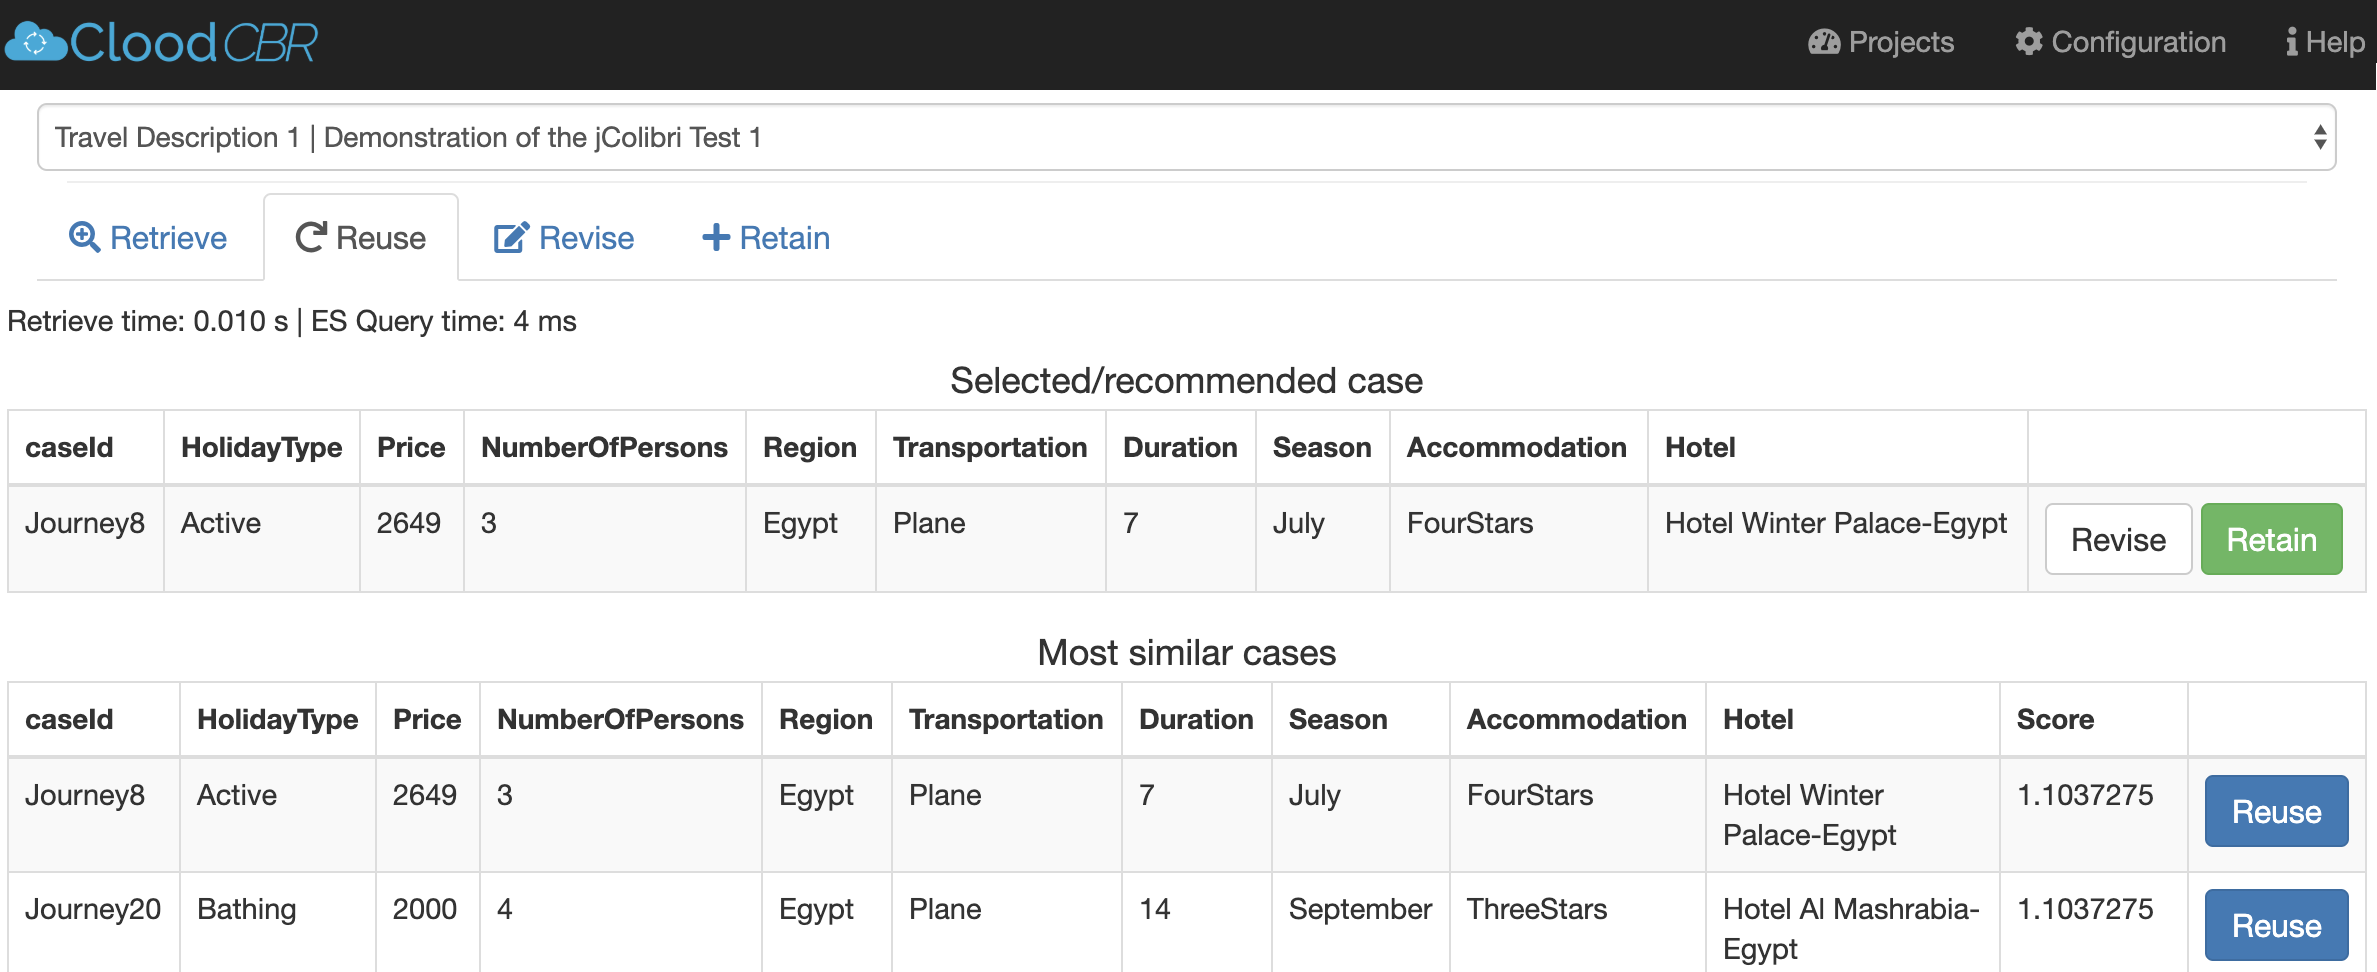 CloodCBR Projects Configuration Help
Travel Description 1 | Demonstration of the jColibri Test 1
Retrieve Reuse Revise Retain
Retrieve time: 0.010 s | ES Query time: 4 ms
Selected/recommended case
caseId HolidayType Price NumberOfPersons Region Transportation Duration Season Accommodation Hotel
Journey8 Active 2649 3 Egypt Plane 7 July FourStars Hotel Winter Palace-Egypt Revise Retain
Most similar cases
caseId HolidayType Price NumberOfPersons Region Transportation Duration Season Accommodation Hotel Score
Journey8 Active 2649 3 Egypt Plane 7 July FourStars Hotel Winter 1.1037275 Reuse
Palace-Egypt
Journey20 Bathing 2000 4 Egypt Plane 14 September ThreeStars Hotel Al Mashrabia- 1.1037275 Reuse
Egypt